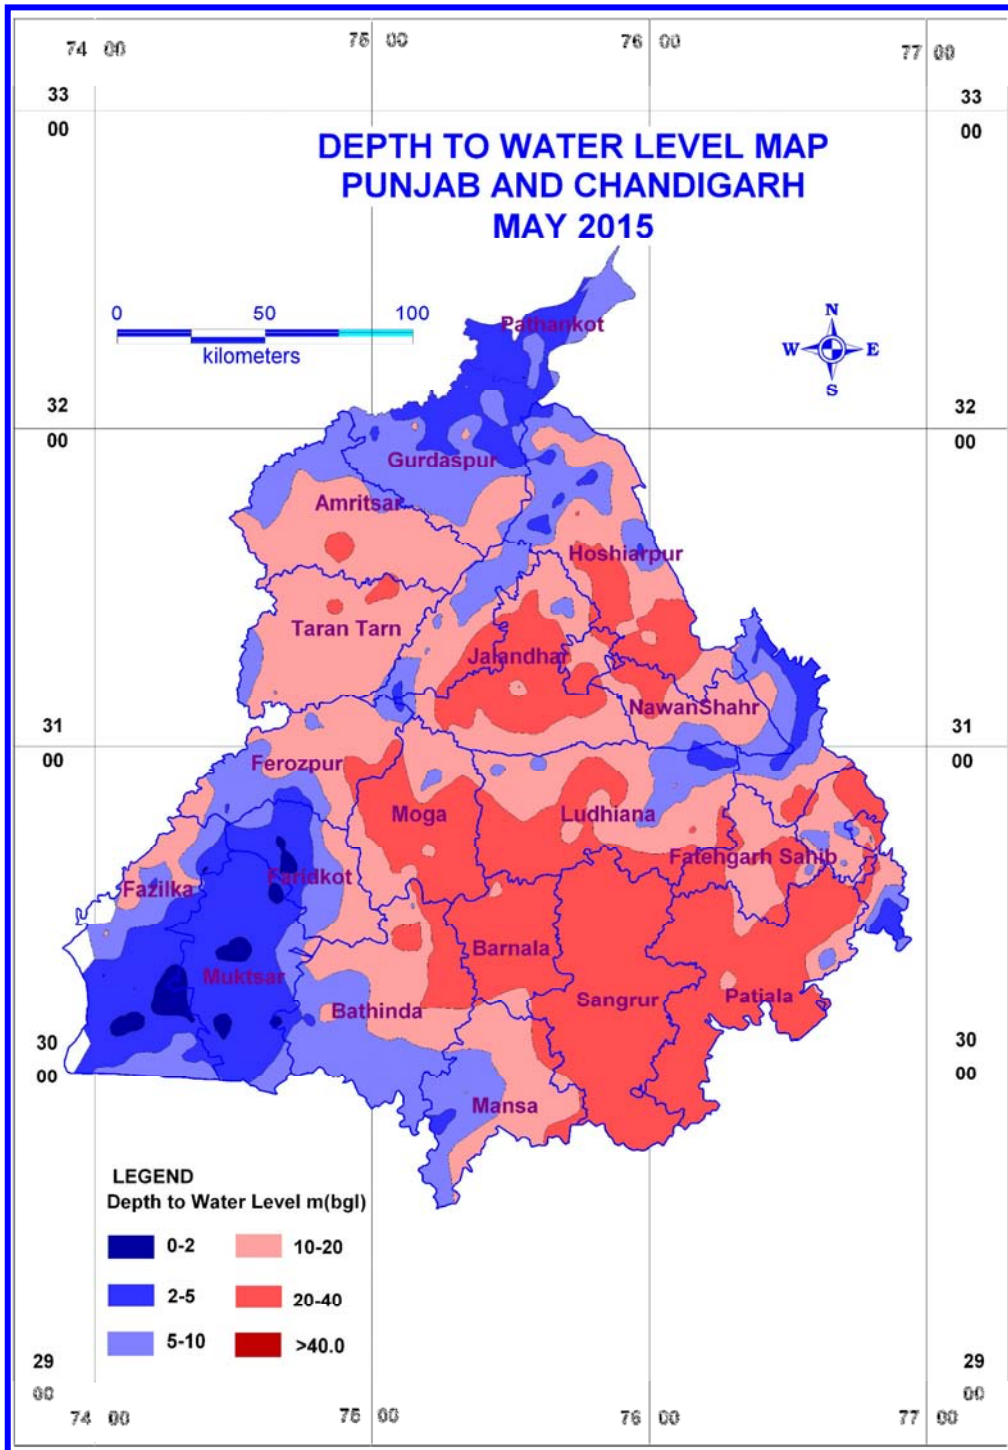 74 00 75 00 76 00 77 00
33 00 33 00
DEPTH TO WATER LEVEL MAP
PUNJAB AND CHANDIGARH
MAY 2015
0 50 100
kilometers
N
W E
S
Pathankot
32 00 32 00
Gurdaspur
Amritsar
Hoshiarpur
Taran Tarn
Jalandhar
NawanShahr
31 00 31 00
Ferozpur
Moga
Ludhiana
Fatehgarh Sahib
Faridkot
Fazilka
Barnala
Muktsar
Sangrur
Patiala
Bathinda
30 00 30 00
Mansa
LEGEND
Depth to Water Level m(bgl)
0-2 10-20
2-5 20-40
5-10 >40.0
29 00 29 00
74 00 75 00 76 00 77 00